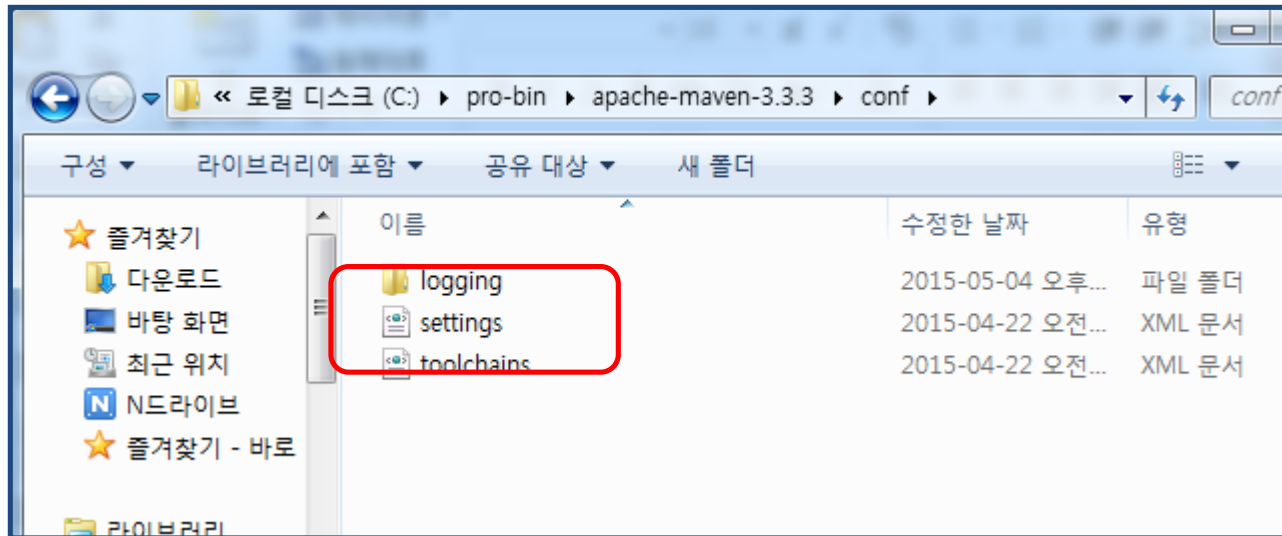 « 로컬 디스크 (C:) ▸ pro-bin ▸ apache-maven-3.3.3 ▸ conf ▸ conf
구성 ▼ 라이브러리에 포함 ▼ 공유 대상 ▼ 새 폴더
이름 수정한 날짜 유형
즐겨찾기
다운로드
바탕 화면
최근 위치
N드라이브
즐겨찾기 - 바로
라이브러리
logging 2015-05-04 오후... 파일 폴더
settings 2015-04-22 오전... XML 문서
toolchains 2015-04-22 오전... XML 문서